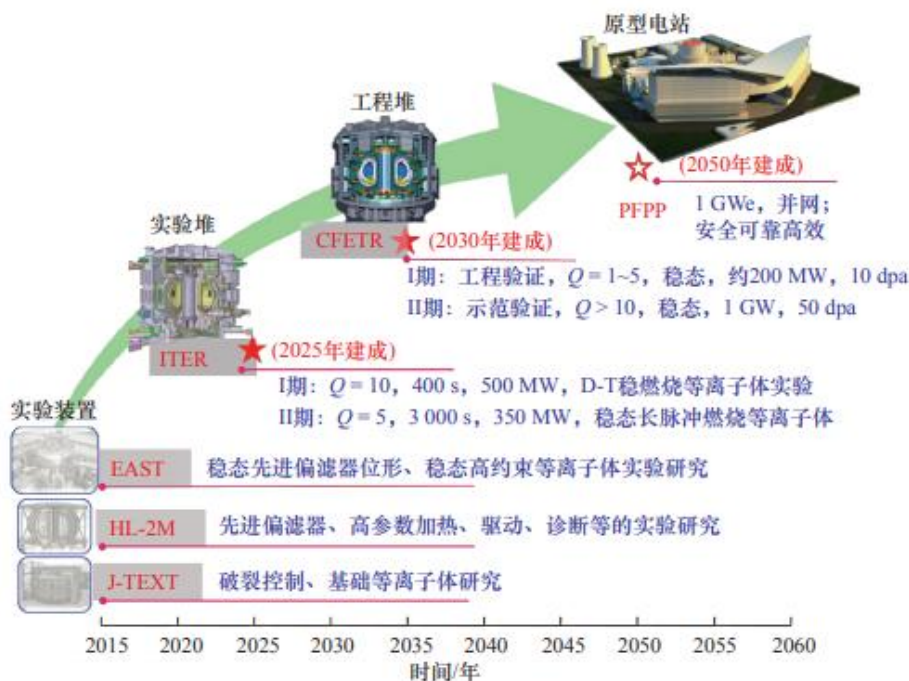 原型电站
工程堆
(2050年建成)
PFPP
1 GWe，并网；
安全可靠高效
实验堆
CFETR
(2030年建成)
I期：工程验证，Q = 1~5，稳态，约200 MW，10 dpa
II期：示范验证，Q > 10，稳态，1 GW，50 dpa
ITER
(2025年建成)
I期：Q = 10，400 s，500 MW，D-T稳燃烧等离子体实验
II期：Q = 5，3 000 s，350 MW，稳态长脉冲燃烧等离子体
实验装置
EAST
稳态先进偏滤器位形、稳态高约束等离子体实验研究
HL-2M
先进偏滤器、高参数加热、驱动、诊断等的实验研究
J-TEXT
破裂控制、基础等离子体研究
2015 2020 2025 2030 2035 2040 2045 2050 2055 2060
时间/年